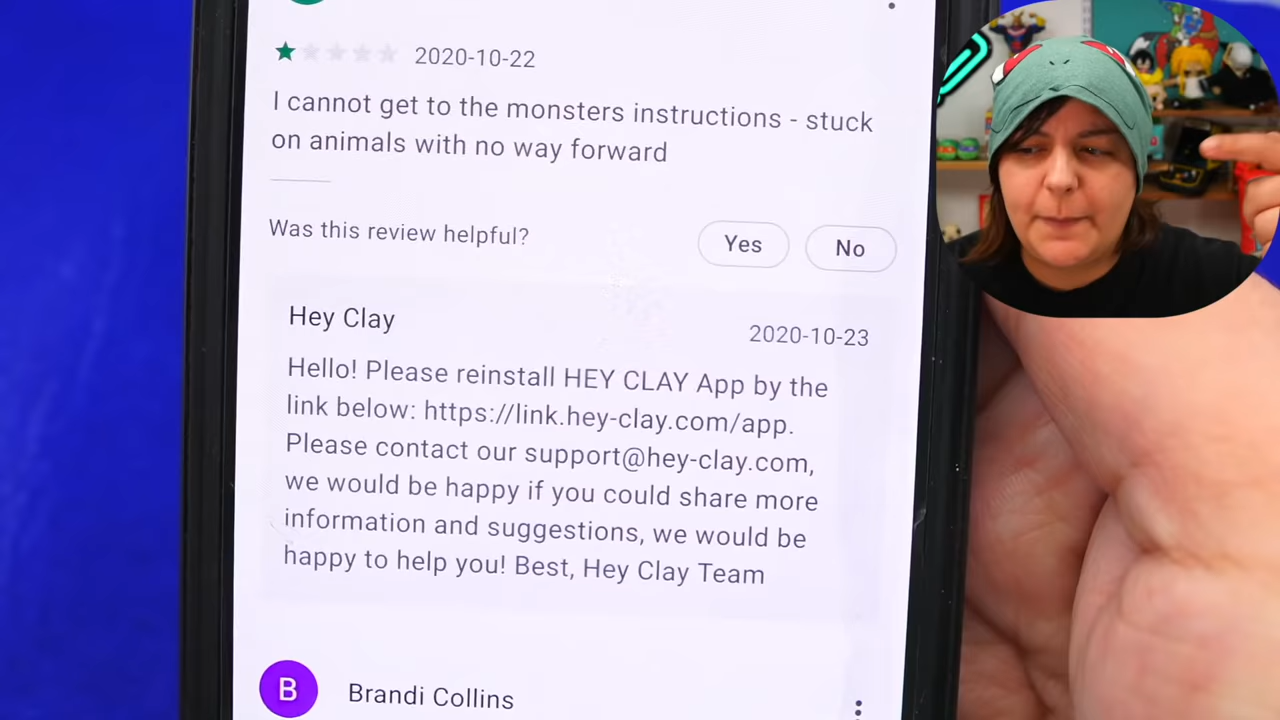 2020-10-22
I cannot get to the monsters instructions - stuck
on animals with no way forward
Was this review helpful?
Yes
No
Hey Clay
2020-10-23
Hello! Please reinstall HEY CLAY App by the
link below: https://link.hey-clay.com/app.
Please contact our support@hey-clay.com,
we would be happy if you could share more
information and suggestions, we would be
happy to help you! Best, Hey Clay Team
B
Brandi Collins